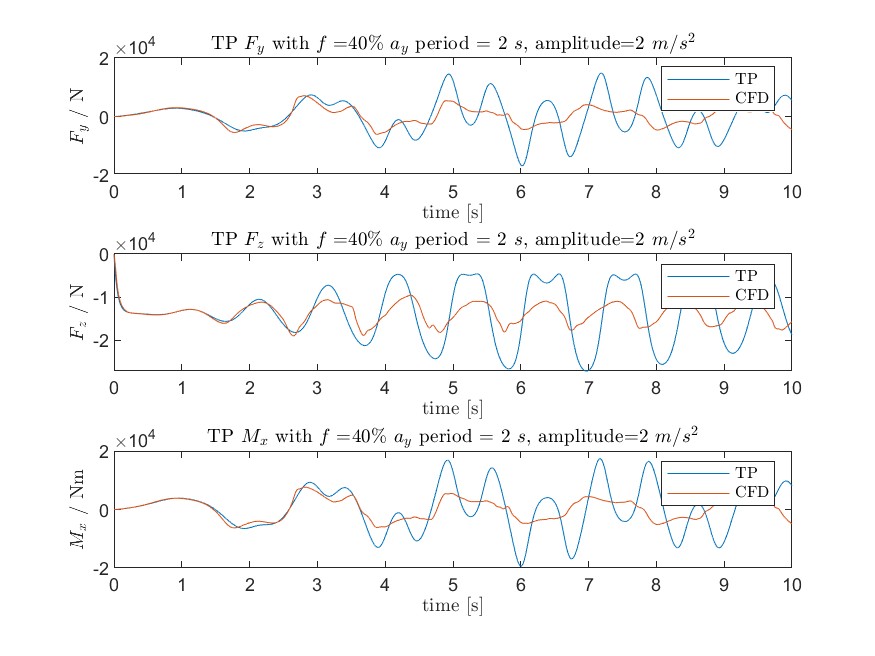 TP F_y with f =40% a_y period = 2 s, amplitude=2 m/s^2
×10^4
2
0
-2
F_y / N
TP
CFD
0 1 2 3 4 5 6 7 8 9 10
time [s]
TP F_z with f =40% a_y period = 2 s, amplitude=2 m/s^2
×10^4
0
-1
-2
F_z / N
TP
CFD
0 1 2 3 4 5 6 7 8 9 10
time [s]
TP M_x with f =40% a_y period = 2 s, amplitude=2 m/s^2
×10^4
2
0
-2
M_x / Nm
TP
CFD
0 1 2 3 4 5 6 7 8 9 10
time [s]